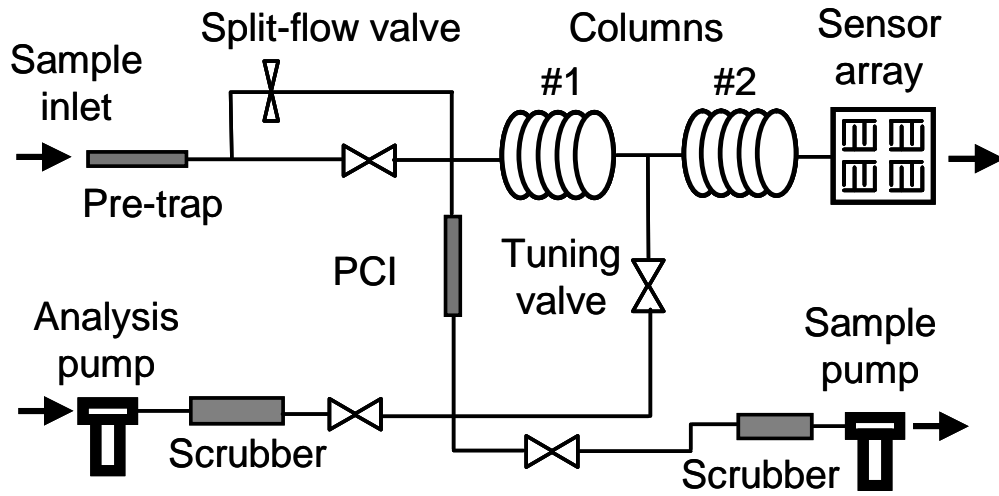 Split-flow valve
Columns
Sensor
array
Sample
inlet
#1
#2
Pre-trap
PCI
Tuning
valve
Analysis
pump
Sample
pump
Scrubber
Scrubber